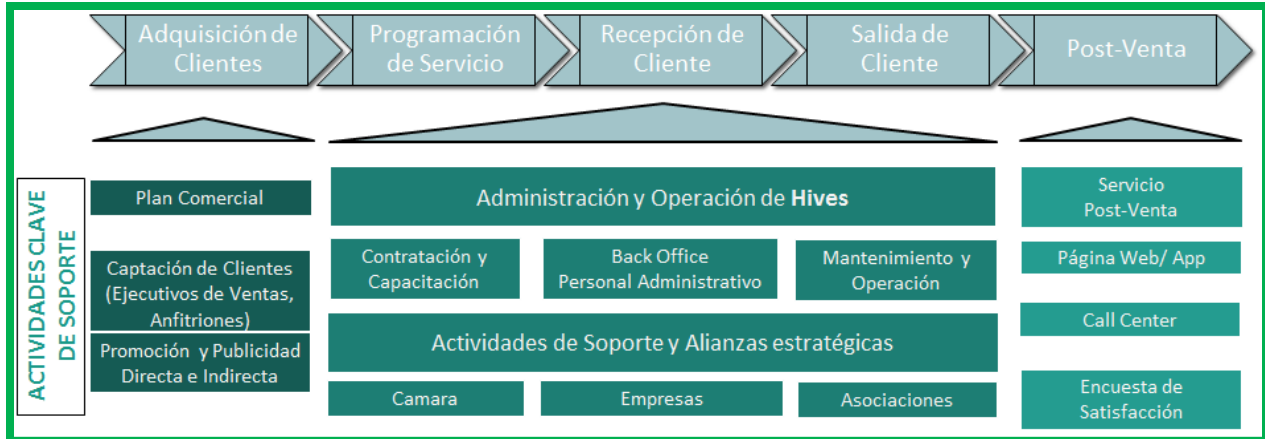 Adquisición de
Clientes
Programación
de Servicio
Recepción de
Cliente
Salida de
Cliente
Post-Venta
ACTIVIDADES CLAVE
DE SOPORTE
Plan Comercial
Captación de Clientes
(Ejecutivos de Ventas,
Anfitriones)
Promoción y Publicidad
Directa e Indirecta
Administración y Operación de Hives
Contratación y
Capacitación
Back Office
Personal Administrativo
Mantenimiento y
Operación
Actividades de Soporte y Alianzas estratégicas
Camara
Empresas
Asociaciones
Servicio
Post-Venta
Página Web/ App
Call Center
Encuesta de
Satisfacción